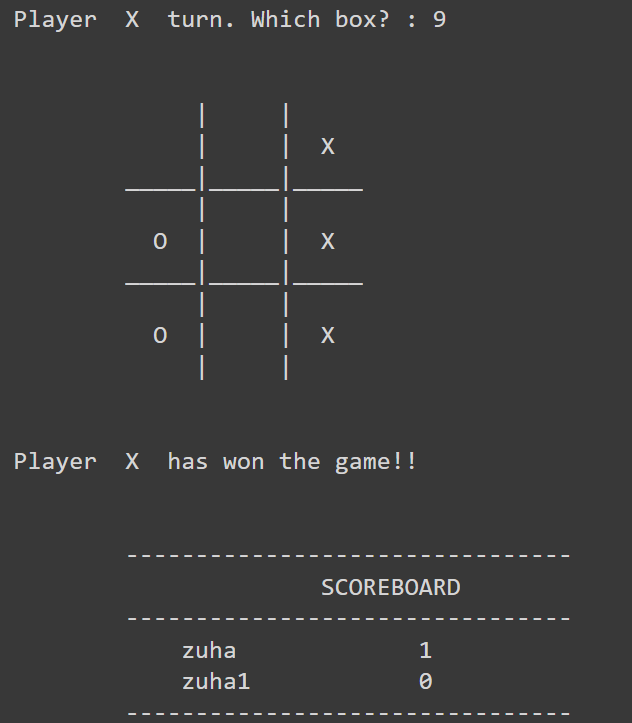 Player  X  turn. Which box? : 9
     |     |
     |     |  X
_____|_____|_____
     |     |
  O  |     |  X
_____|_____|_____
     |     |
  O  |     |  X
     |     |
Player  X  has won the game!!
--------------------------------
SCOREBOARD
--------------------------------
zuha             1
zuha1            0
--------------------------------